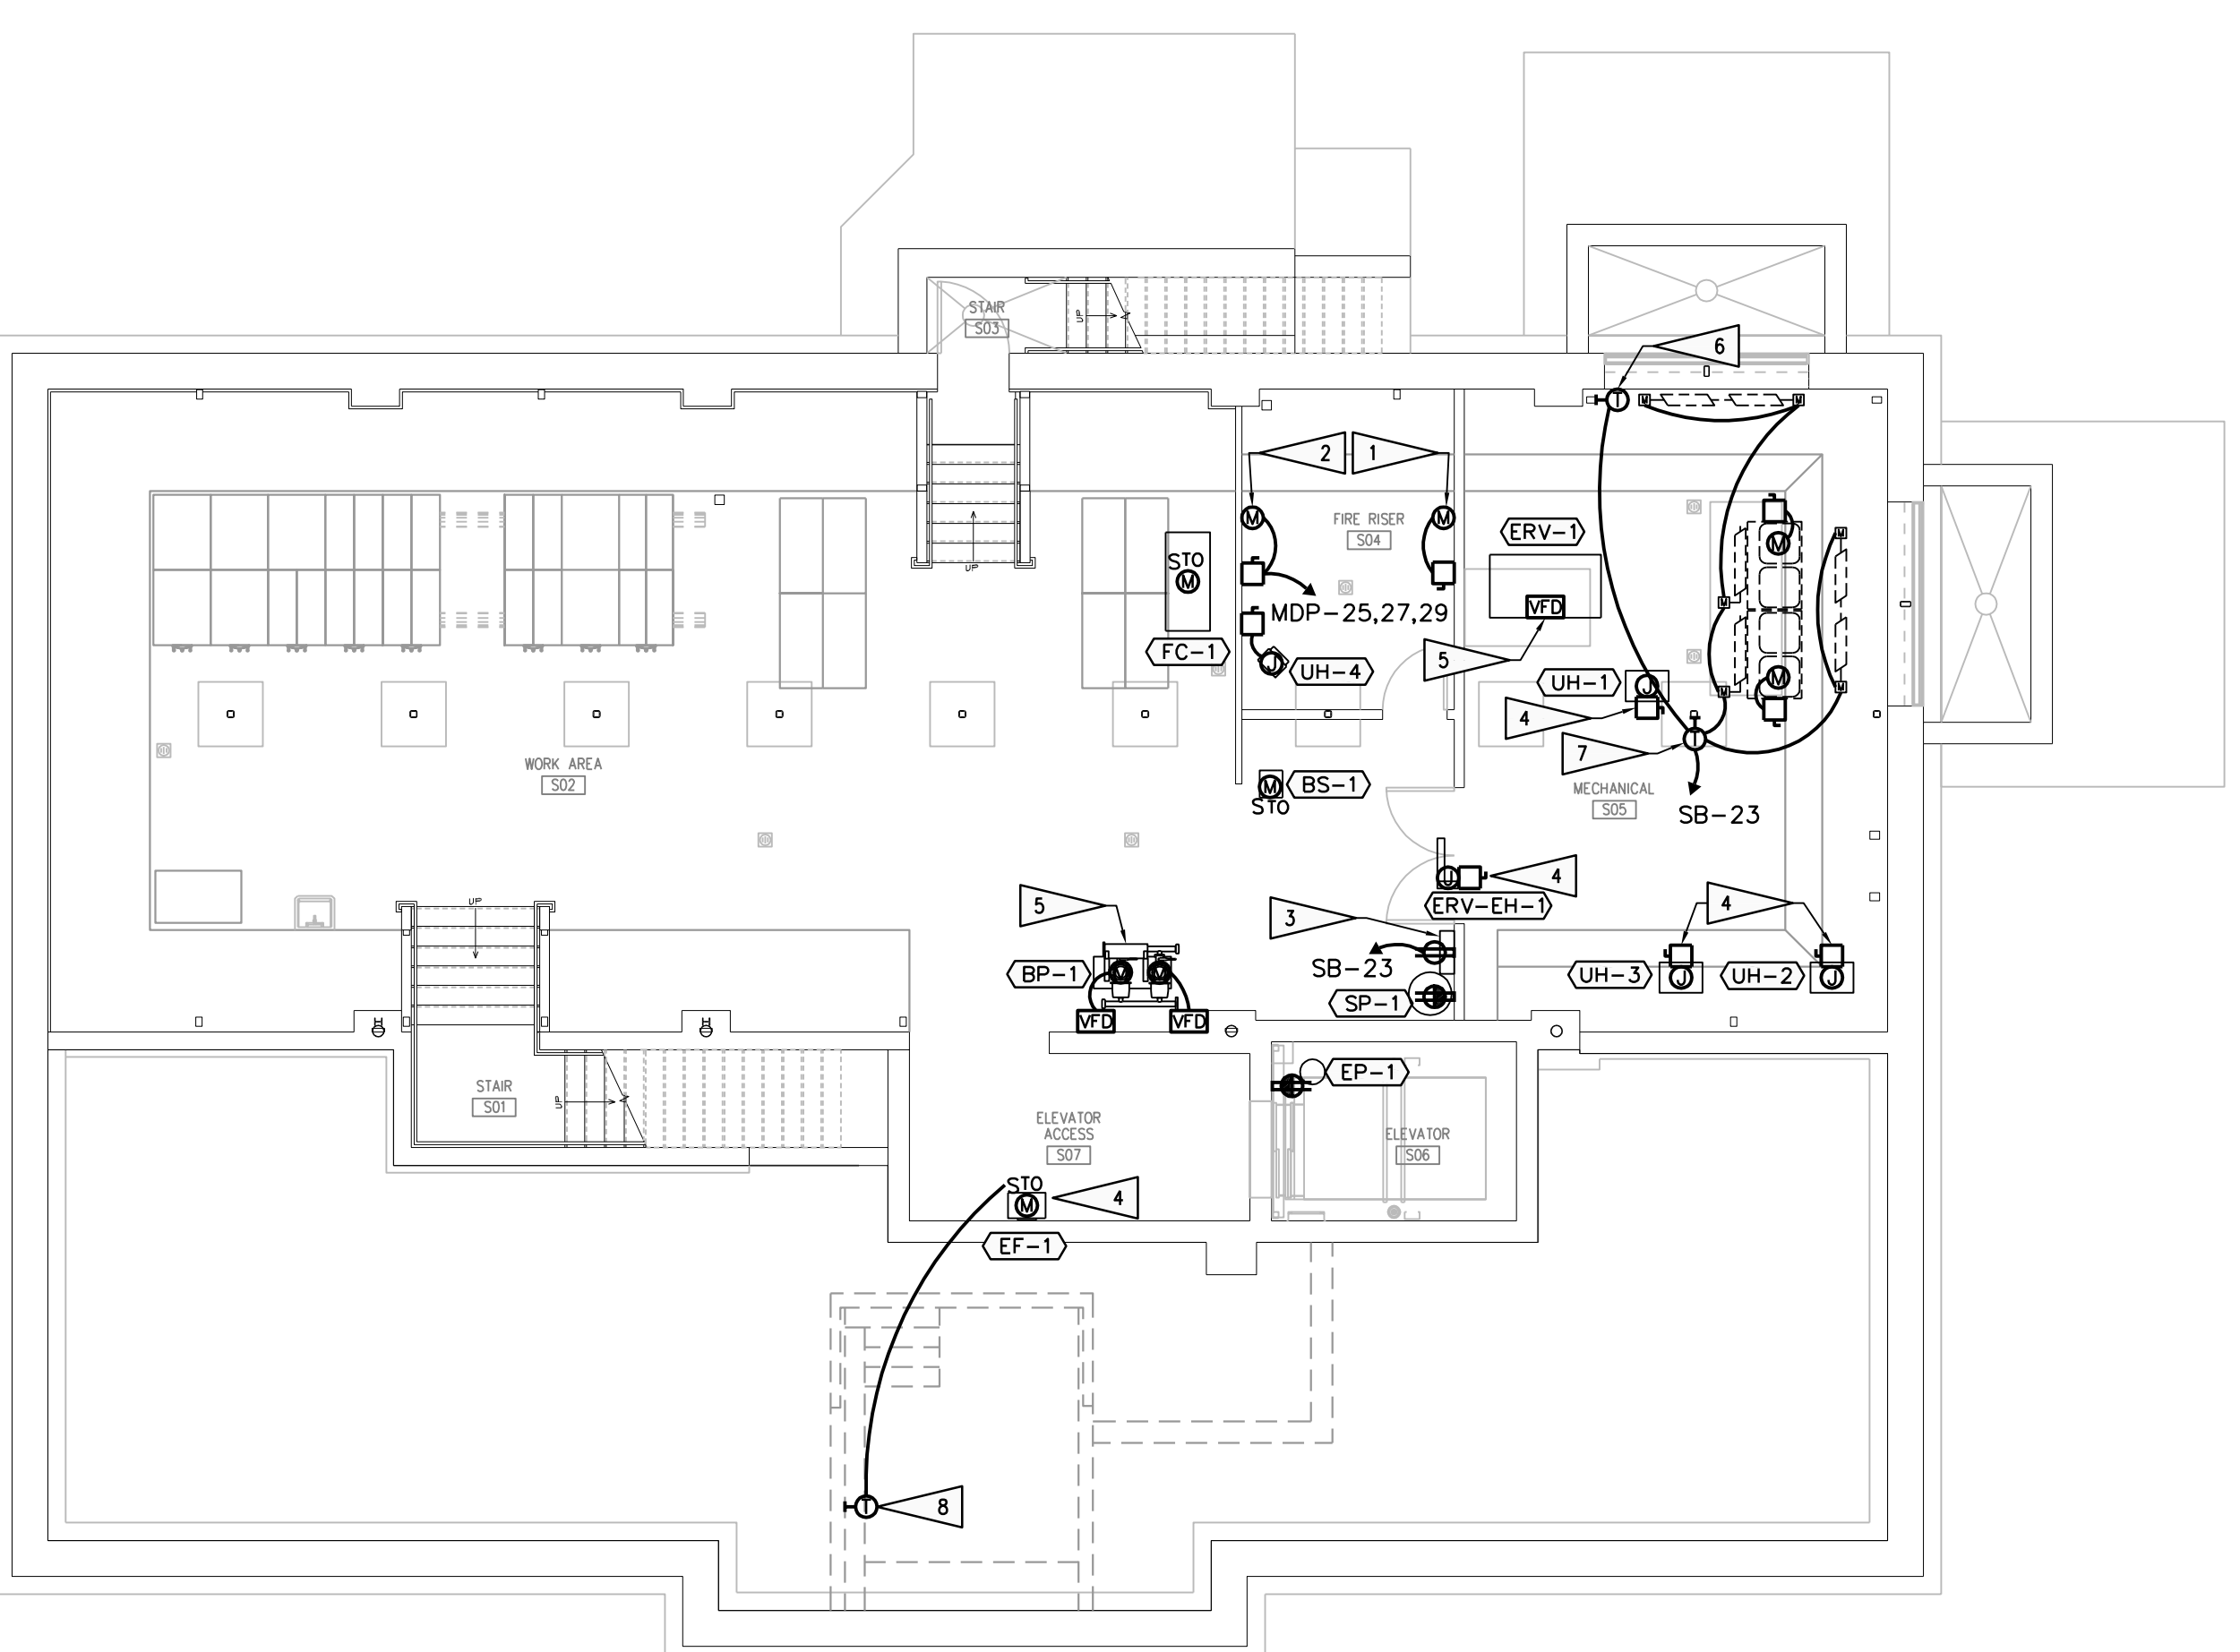 STAIR
S03
UP
6
T
M
M
2
1
M
M
FIRE RISER
S04
ERV-1
M
STO
M
VFD
MDP-25,27,29
M
UP
FC-1
J
UH-4
5
UH-1
J
M
M
M
4
T
7
WORK AREA
S02
M
BS-1
STO
MECHANICAL
S05
SB-23
J
4
ERV-EH-1
UP
5
3
4
BP-1
M
M
SB-23
UH-3
J
UH-2
J
SP-1
VFD
VFD
H
H
EP-1
STAIR
S01
UP
ELEVATOR
ACCESS
S07
ELEVATOR
S06
STO
M
4
EF-1
T
8